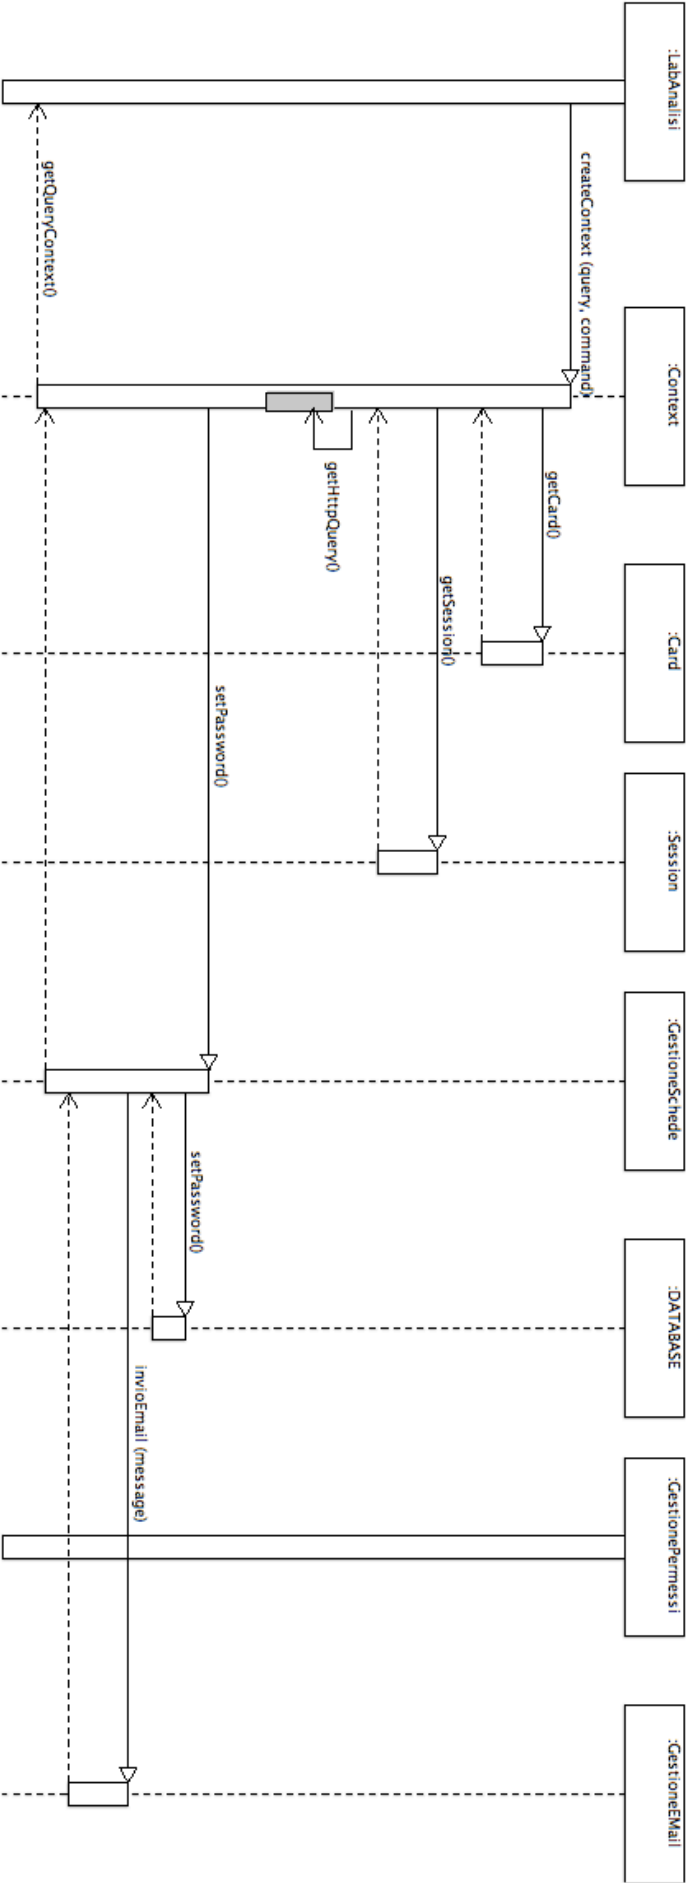 :LabAnalisi
:Context
:Card
:Session
:GestioneSchede
:DATABASE
:GestionePermessi
:GestioneEMail
createContext (query, command)
getCard()
getSession()
getHttpQuery()
setPassword()
setPassword()
invioEmail (message)
getQueryContext()